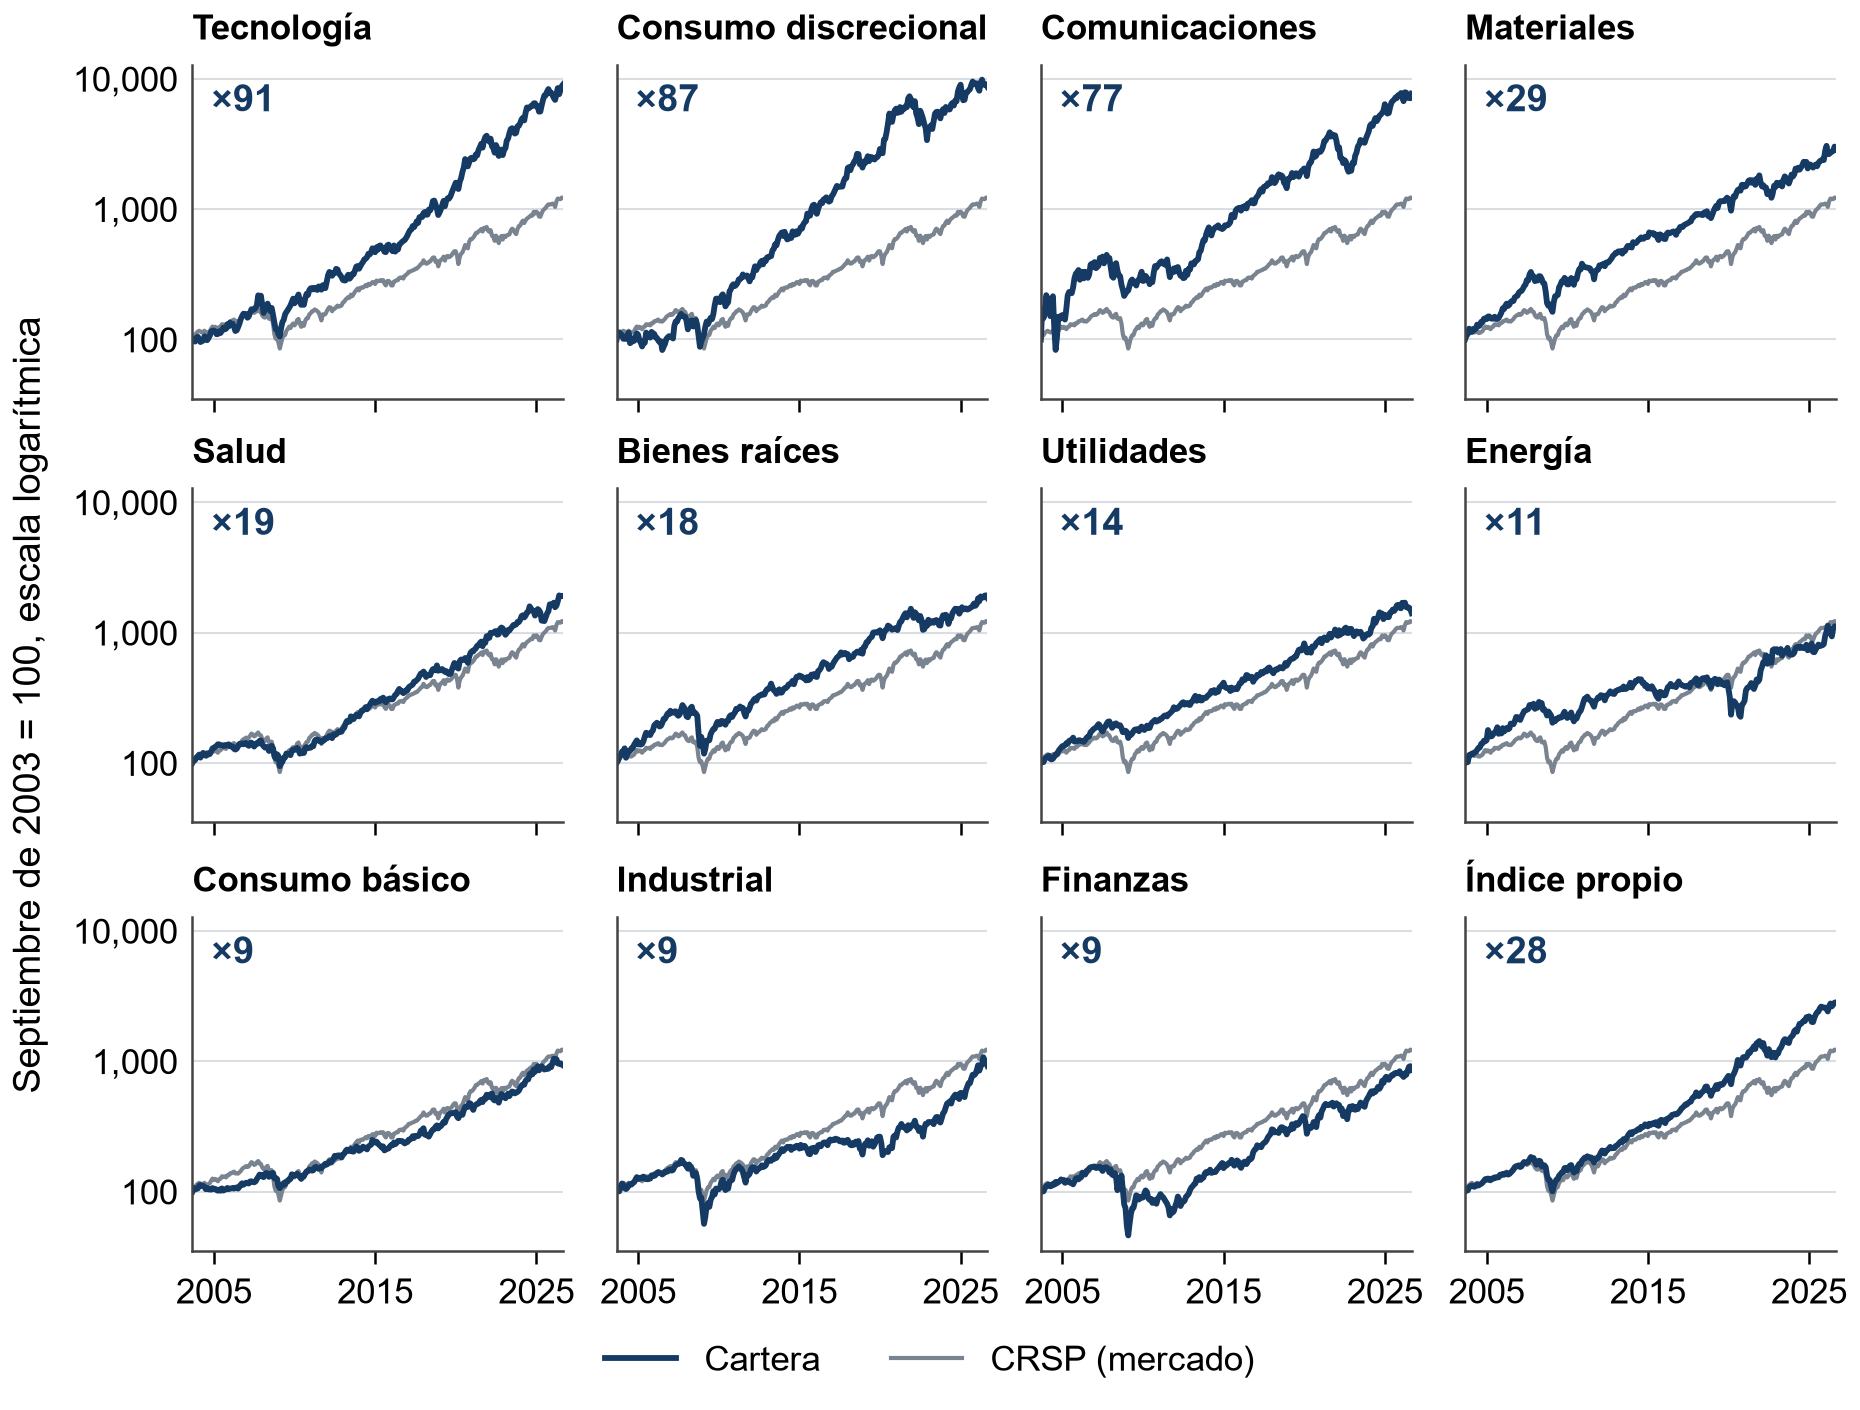 Tecnología
Consumo discrecional
Comunicaciones
Materiales
10,000
1,000
100
×91
×87
×77
×29
Septiembre de 2003 = 100, escala logarítmica
Salud
Bienes raíces
Utilidades
Energía
10,000
1,000
100
×19
×18
×14
×11
Consumo básico
Industrial
Finanzas
Índice propio
10,000
1,000
100
×9
×9
×9
×28
2005 2015 2025
2005 2015 2025
2005 2015 2025
2005 2015 2025
Cartera
CRSP (mercado)